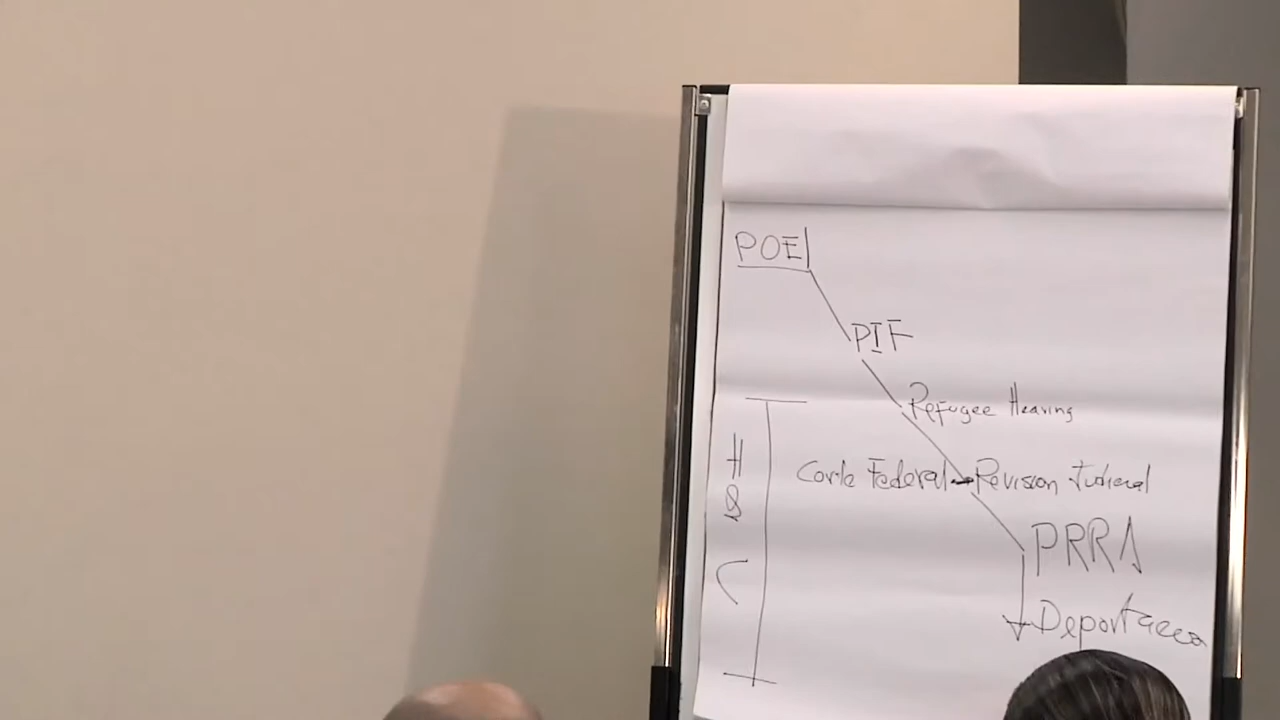 POE
PIF
Refugee Hearing
Corte Federal → Revision Judicial
PRRA
Deportacion
H
&
C